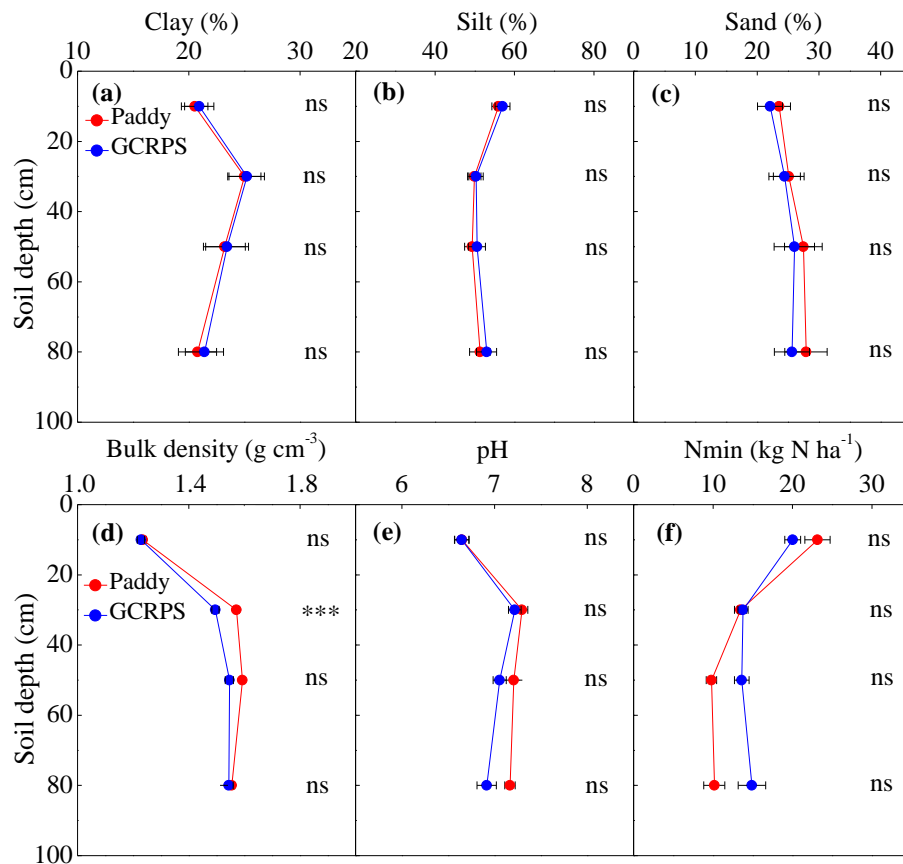 Clay (%) Silt (%) Sand (%)
10 20 30 20 40 60 80 10 20 30 40
0
(a) ns (b) ns (c) ns
Paddy
20
GCRPS
ns ns ns
40
ns ns ns
60
80 ns ns ns
100
Soil depth (cm)
Bulk density (g cm⁻³) pH Nmin (kg N ha⁻¹)
1.0 1.4 1.8 6 7 8 10 20 30
0
(d) ns (e) ns (f) ns
20
Paddy
GCRPS *** ns ns
40
ns ns ns
60
80 ns ns ns
100
Soil depth (cm)